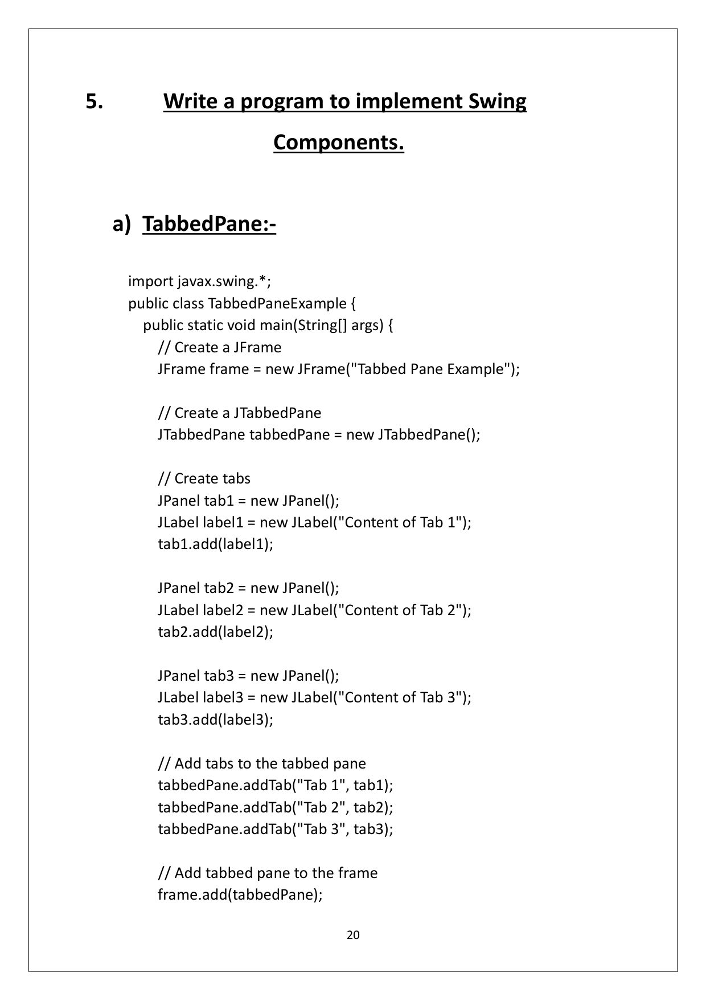 5. Write a program to implement Swing
Components.
a) TabbedPane:-
import javax.swing.*;
public class TabbedPaneExample {
public static void main(String[] args) {
// Create a JFrame
JFrame frame = new JFrame("Tabbed Pane Example");
// Create a JTabbedPane
JTabbedPane tabbedPane = new JTabbedPane();
// Create tabs
JPanel tab1 = new JPanel();
JLabel label1 = new JLabel("Content of Tab 1");
tab1.add(label1);
JPanel tab2 = new JPanel();
JLabel label2 = new JLabel("Content of Tab 2");
tab2.add(label2);
JPanel tab3 = new JPanel();
JLabel label3 = new JLabel("Content of Tab 3");
tab3.add(label3);
// Add tabs to the tabbed pane
tabbedPane.addTab("Tab 1", tab1);
tabbedPane.addTab("Tab 2", tab2);
tabbedPane.addTab("Tab 3", tab3);
// Add tabbed pane to the frame
frame.add(tabbedPane);
20